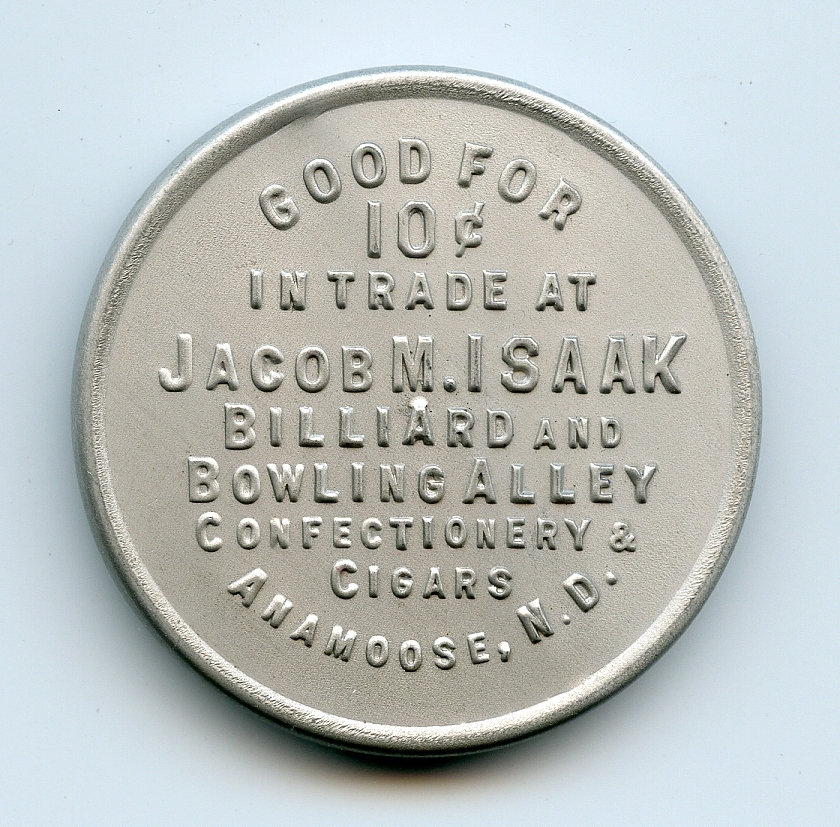 GOOD FOR
10¢
IN TRADE AT
JACOB M. ISAAK
BILLIARD AND
BOWLING ALLEY
CONFECTIONERY &
CIGARS
ANAMOOSE, N.D.